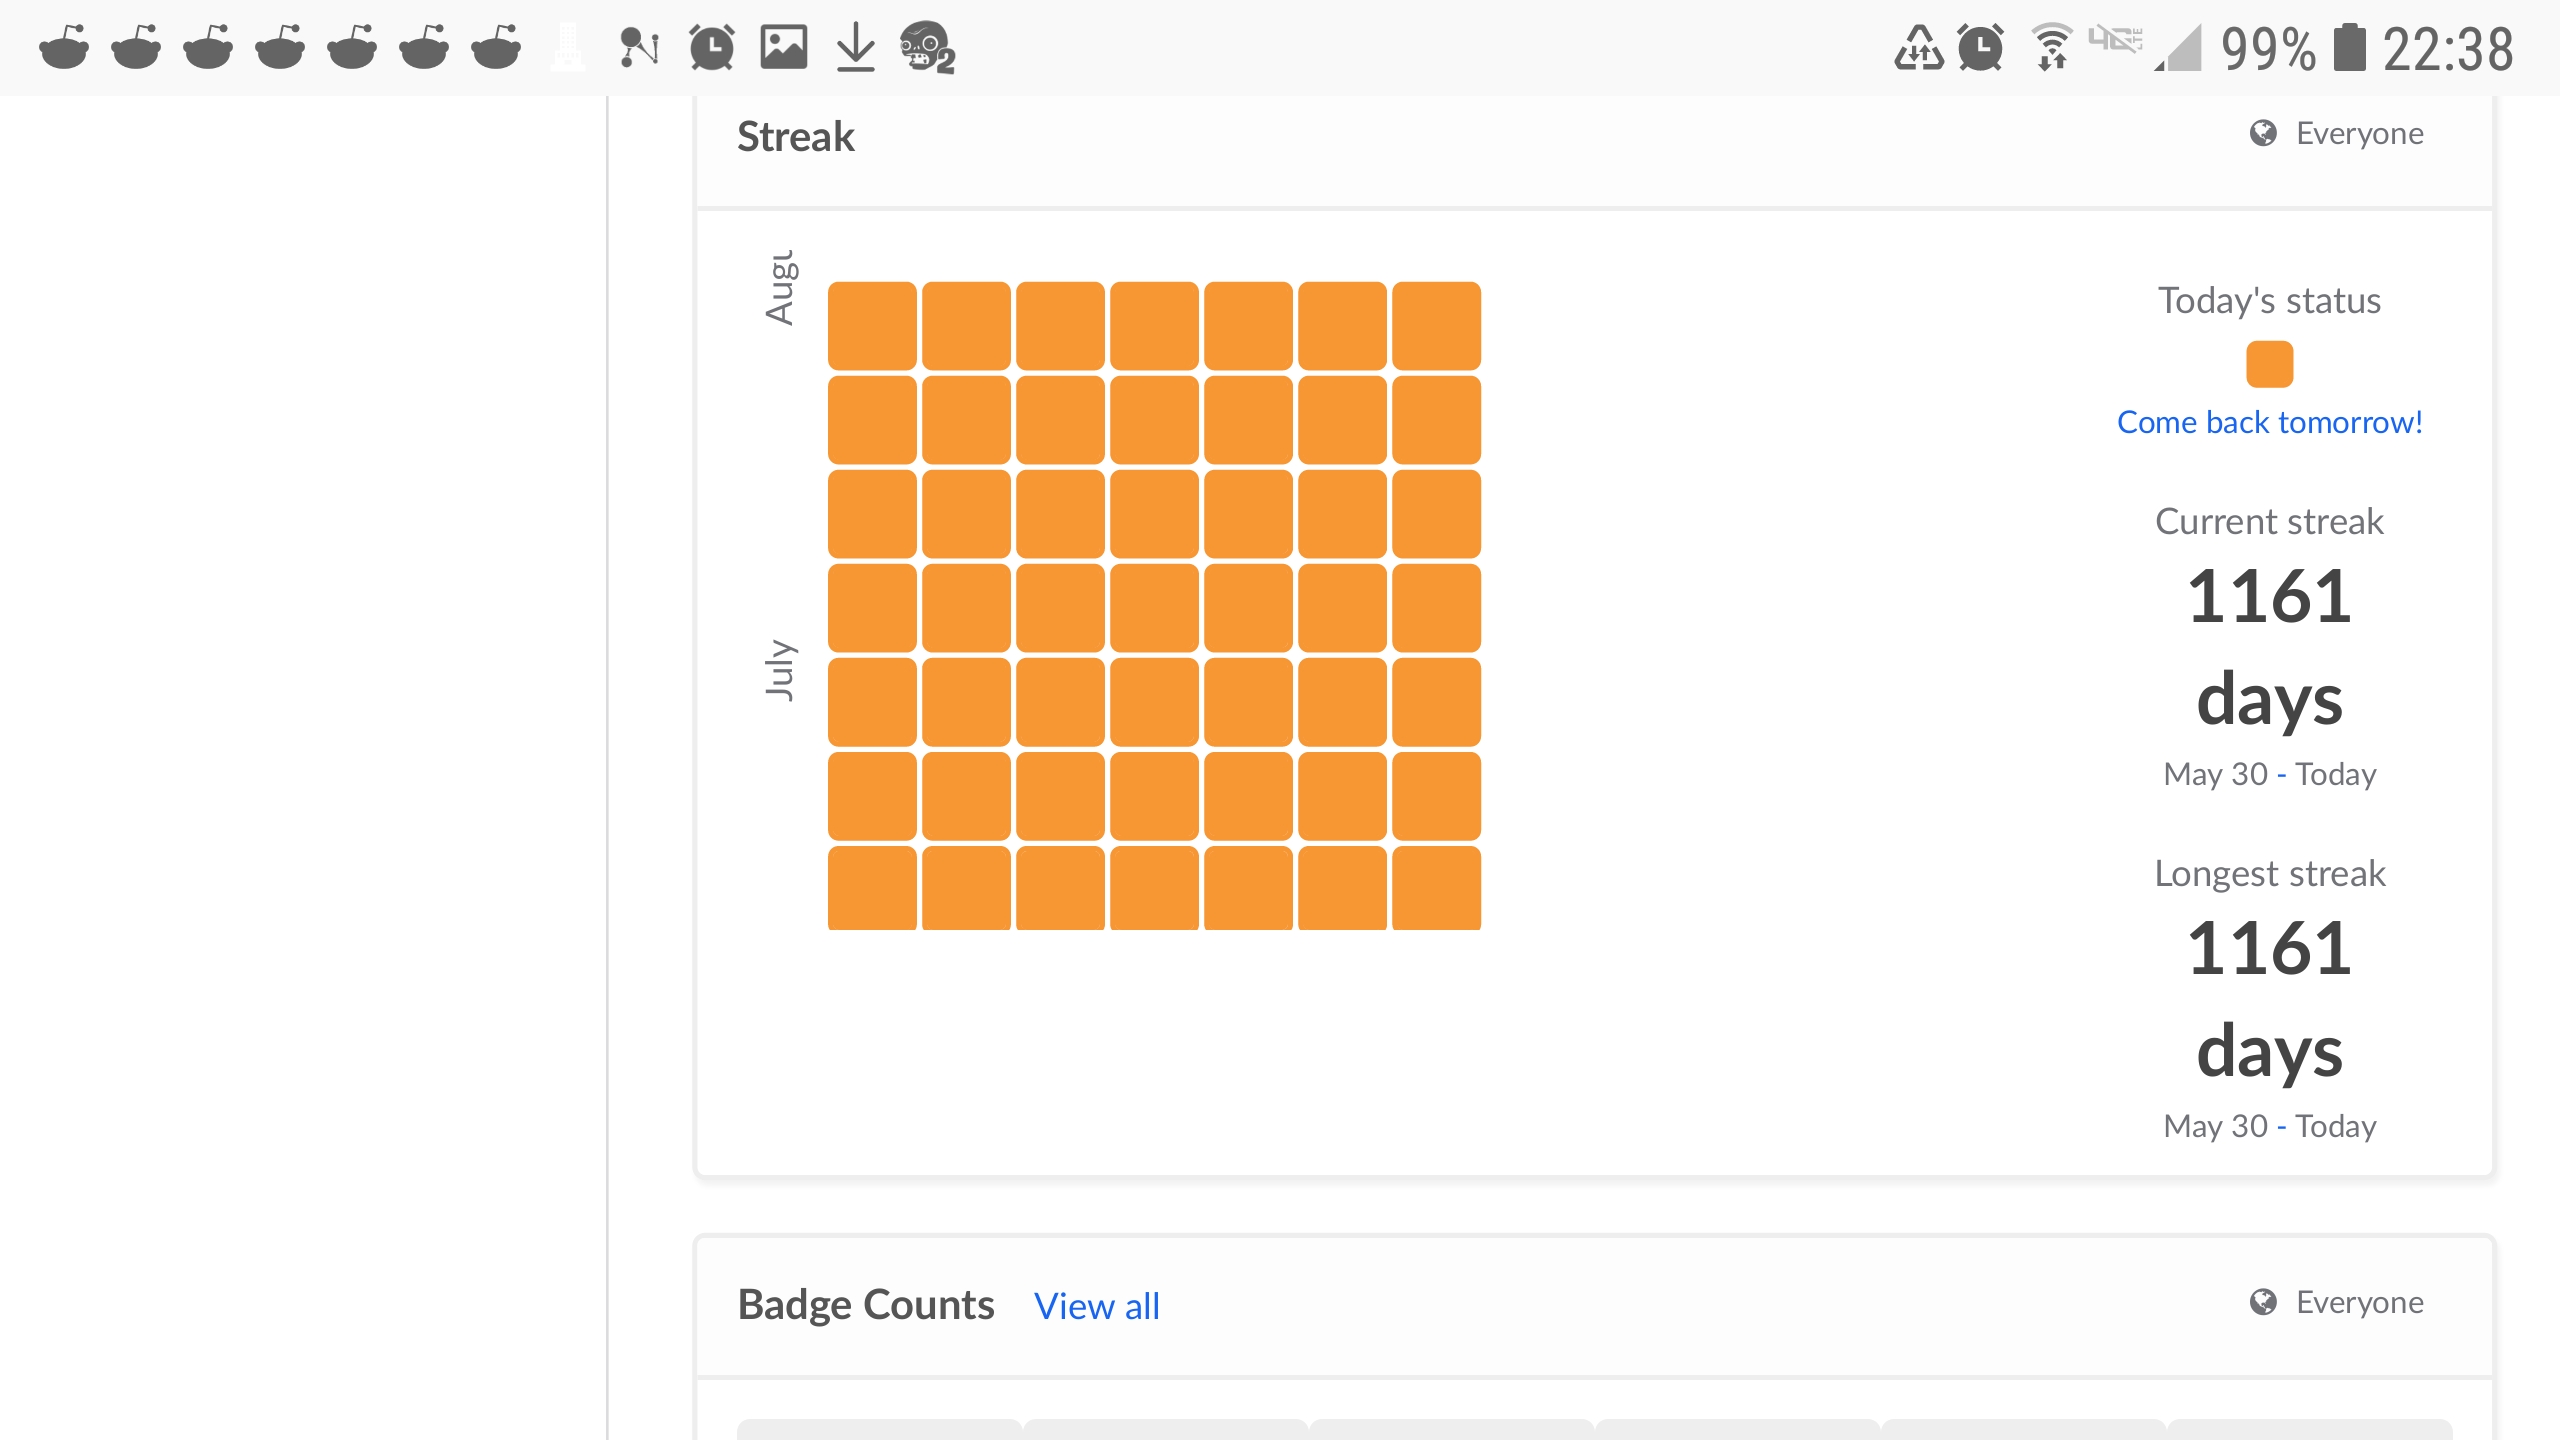 99% 22:38
Streak
Everyone
Augu
July
Today's status
Come back tomorrow!
Current streak
1161
days
May 30 - Today
Longest streak
1161
days
May 30 - Today
Badge Counts View all
Everyone